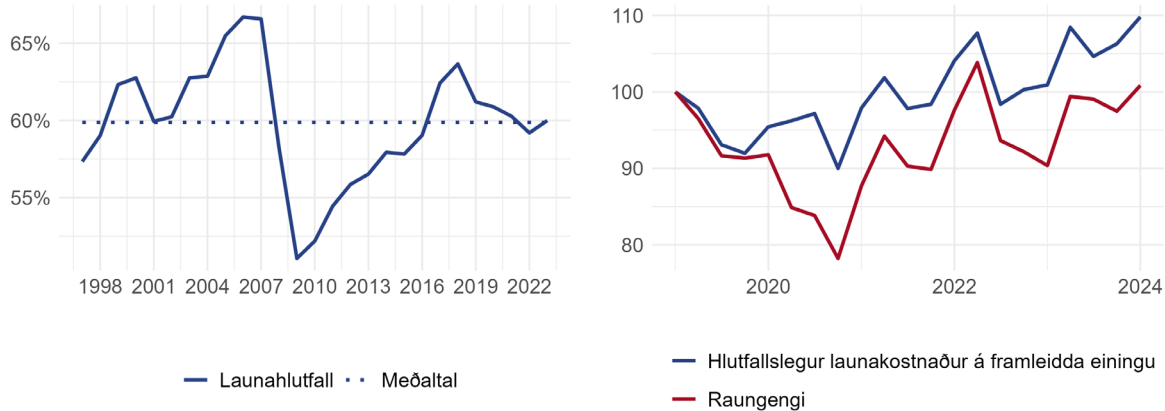 65%
60%
55%
1998 2001 2004 2007 2010 2013 2016 2019 2022
Launahlutfall Meðaltal
110
100
90
80
2020 2022 2024
Hlutfallslegur launakostnaður á framleidda einingu
Raungengi